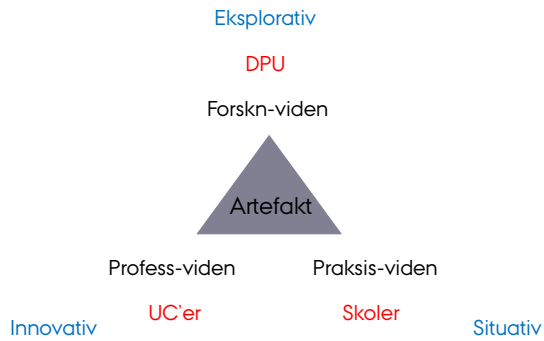 Eksplorativ
DPU
Forskn-viden
Artefakt
Profess-viden
Praksis-viden
UC'er
Skoler
Innovativ
Situativ